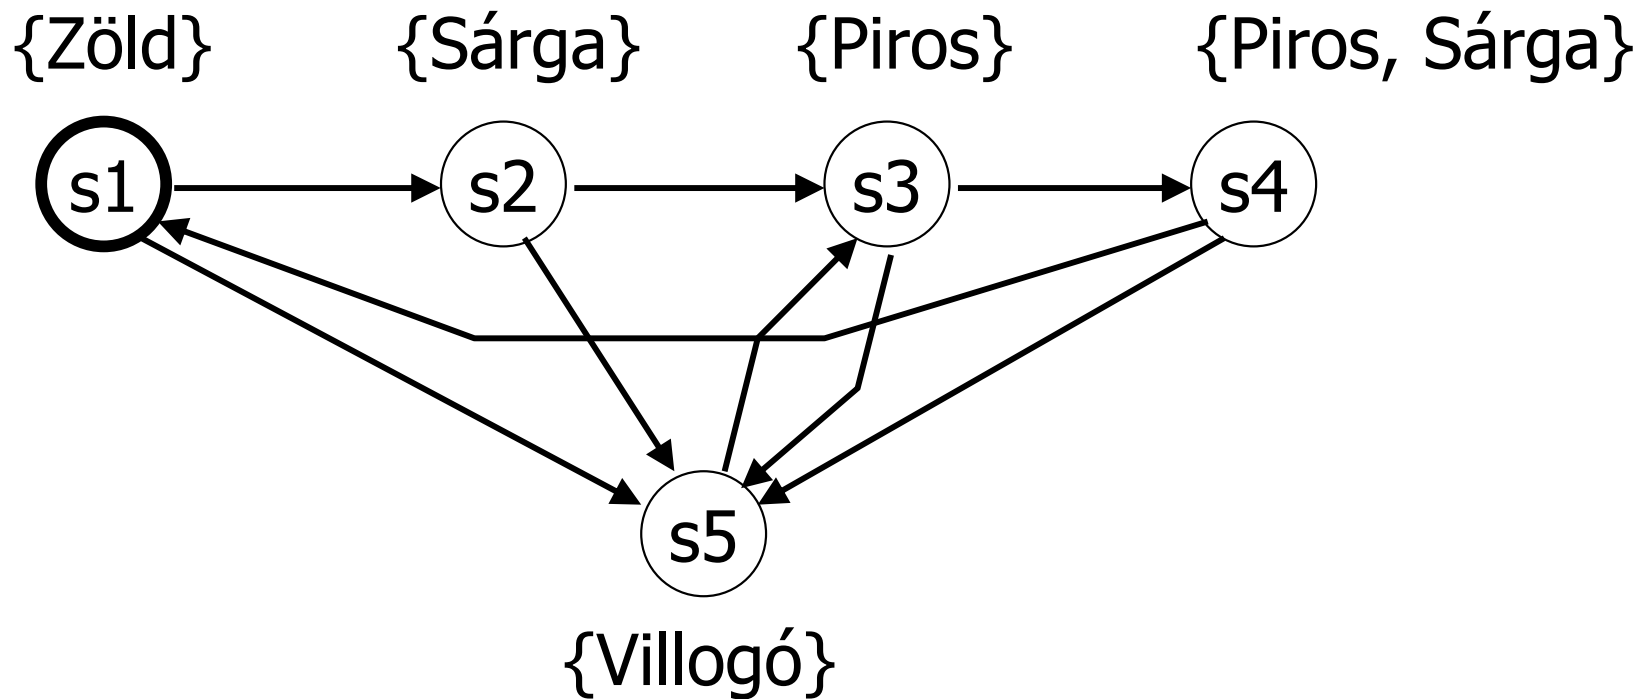 {Zöld} {Sárga} {Piros} {Piros, Sárga}
s1 s2 s3 s4
s5
{Villogó}